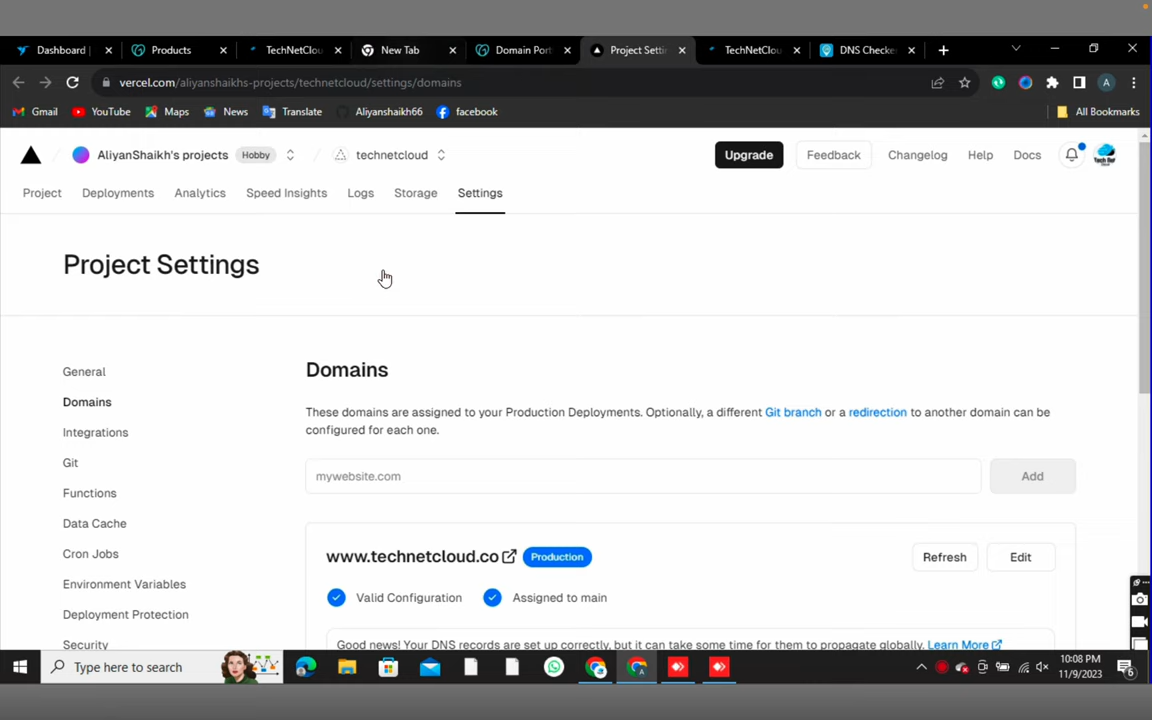 Dashboard
Products
TechNetClou
New Tab
Domain Port
Project Setti
TechNetClou
DNS Checke
vercel.com/aliyanshaikhs-projects/technetcloud/settings/domains
Gmail
YouTube
Maps
News
Translate
Aliyanshaikh66
facebook
All Bookmarks
AliyanShaikh's projects
Hobby
technetcloud
Upgrade
Feedback
Changelog
Help
Docs
Project
Deployments
Analytics
Speed Insights
Logs
Storage
Settings
Project Settings
General
Domains
Integrations
Git
Functions
Data Cache
Cron Jobs
Environment Variables
Deployment Protection
Security
Domains
These domains are assigned to your Production Deployments. Optionally, a different Git branch or a redirection to another domain can be
configured for each one.
mywebsite.com
Add
www.technetcloud.co
Production
Refresh
Edit
Valid Configuration
Assigned to main
Good news! Your DNS records are set up correctly, but it can take some time for them to propagate globally. Learn More
Type here to search
10:08 PM
11/9/2023
6